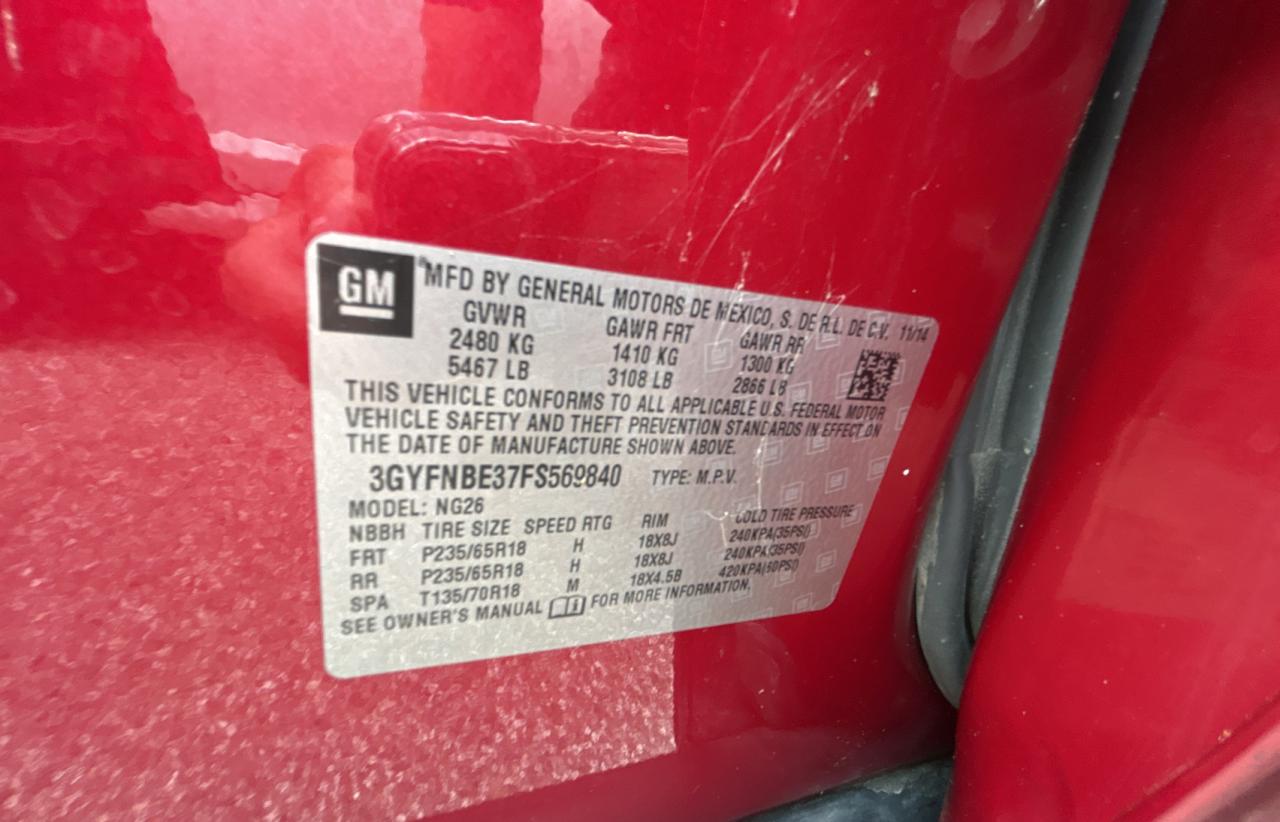 GM
MFD BY GENERAL MOTORS DE MEXICO, S. DE R.L. DE C.V. 11/14
GVWR GAWR FRT GAWR RR
2480 KG 1410 KG 1300 KG
5467 LB 3108 LB 2866 LB
THIS VEHICLE CONFORMS TO ALL APPLICABLE U.S. FEDERAL MOTOR
VEHICLE SAFETY AND THEFT PREVENTION STANDARDS IN EFFECT ON
THE DATE OF MANUFACTURE SHOWN ABOVE.
3GYFNBE37FS569840 TYPE: M.P.V.
MODEL: NG26
NBBH TIRE SIZE SPEED RTG RIM COLD TIRE PRESSURE
FRT P235/65R18 H 18X8J 240KPA(35PSI)
RR P235/65R18 H 18X8J 240KPA(35PSI)
SPA T135/70R18 M 18X4.5B 420KPA(60PSI)
SEE OWNER'S MANUAL FOR MORE INFORMATION.